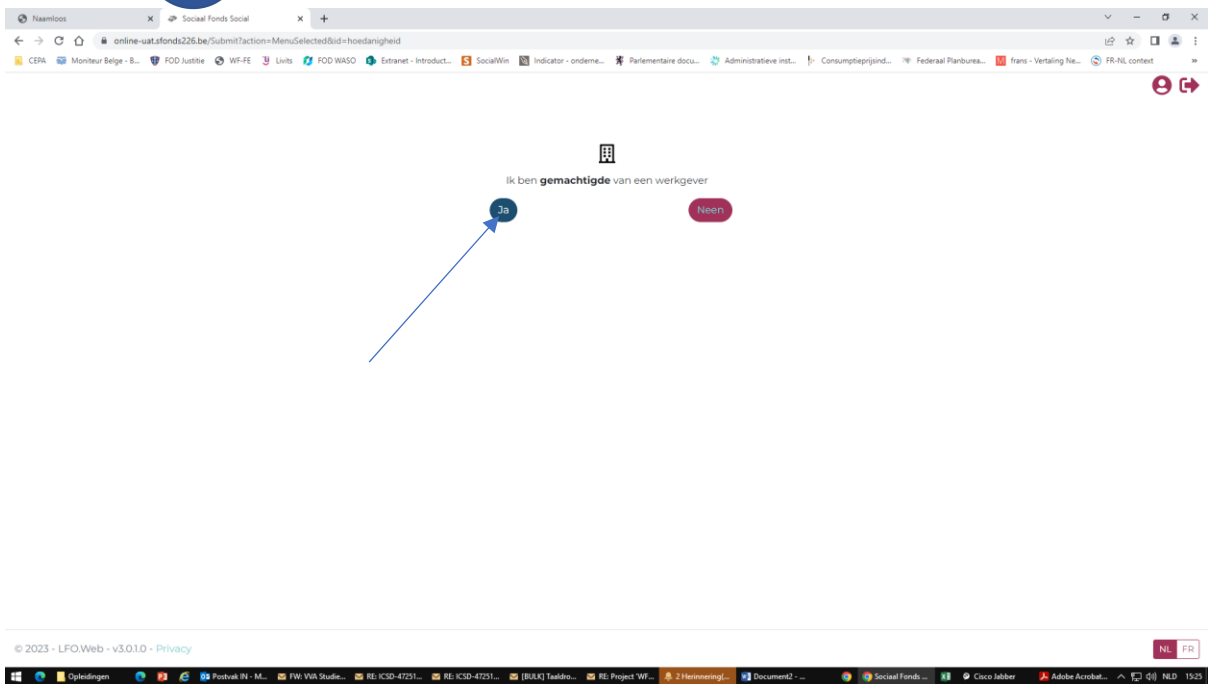 Naamloos
Sociaal Fonds Social
online-uat.sfonds226.be/Submit?action=MenuSelected&id=hoedanigheid
CEPA Moniteur Belge - B... FOD Justitie WF-FE Livits FOD WASO Extranet - Introduct... SocialWin Indicator - onderne... Parlementaire docu... Administratieve inst... Consumptieprijsind... Federaal Planburea... frans - Vertaling Ne... FR-NL context »
Ik ben gemachtigde van een werkgever
Ja Neen
© 2023 - LFO.Web - v3.0.1.0 - Privacy
NL FR
Opleidingen Postvak IN - M... FW: VVA Studie... RE: ICSD-47251... RE: ICSD-47251... [BULK] Taaldro... RE: Project 'WF... 2 Herinnering(... Document2 - ... Sociaal Fonds ... Cisco Jabber Adobe Acrobat... NLD 15:25